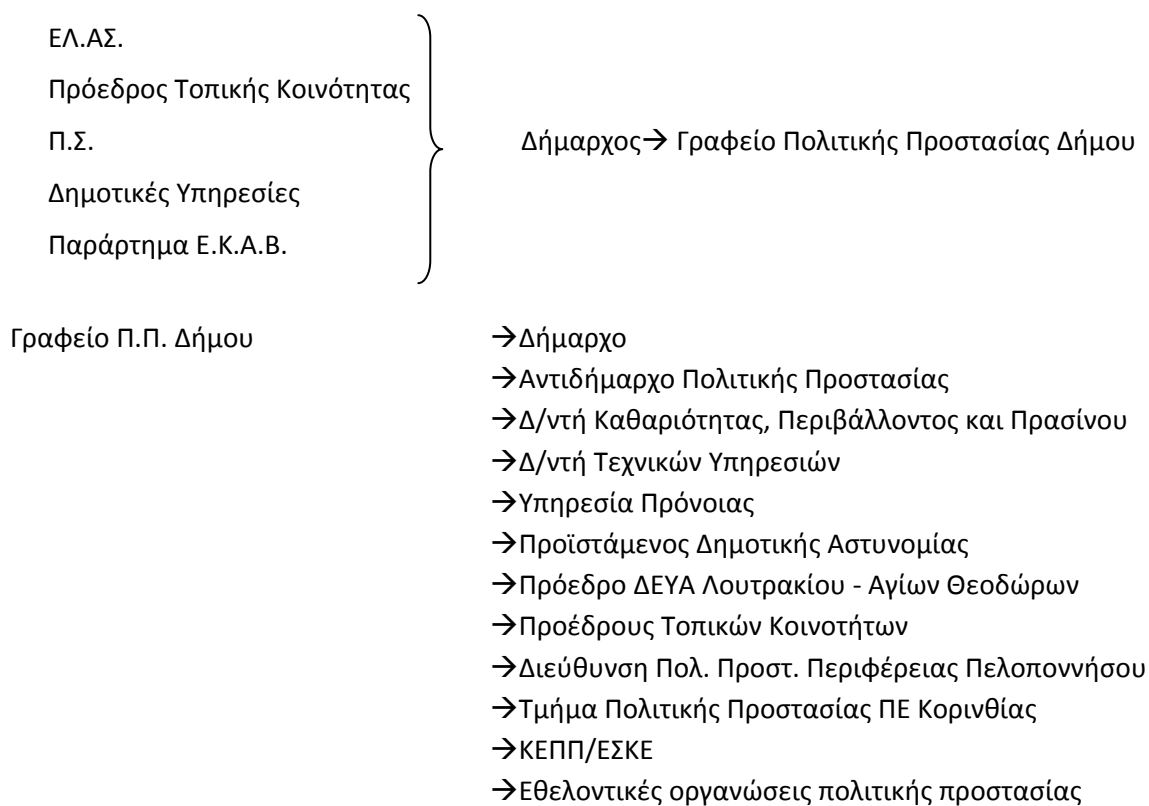 ΕΛ.ΑΣ.
Πρόεδρος Τοπικής Κοινότητας
Π.Σ.
Δήμαρχος→ Γραφείο Πολιτικής Προστασίας Δήμου
Δημοτικές Υπηρεσίες
Παράρτημα Ε.Κ.Α.Β.
Γραφείο Π.Π. Δήμου →Δήμαρχο
→Αντιδήμαρχο Πολιτικής Προστασίας
→Δ/ντή Καθαριότητας, Περιβάλλοντος και Πρασίνου
→Δ/ντή Τεχνικών Υπηρεσιών
→Υπηρεσία Πρόνοιας
→Προϊστάμενος Δημοτικής Αστυνομίας
→Πρόεδρο ΔΕΥΑ Λουτρακίου - Αγίων Θεοδώρων
→Προέδρους Τοπικών Κοινοτήτων
→Διεύθυνση Πολ. Προστ. Περιφέρειας Πελοποννήσου
→Τμήμα Πολιτικής Προστασίας ΠΕ Κορινθίας
→ΚΕΠΠ/ΕΣΚΕ
→Εθελοντικές οργανώσεις πολιτικής προστασίας